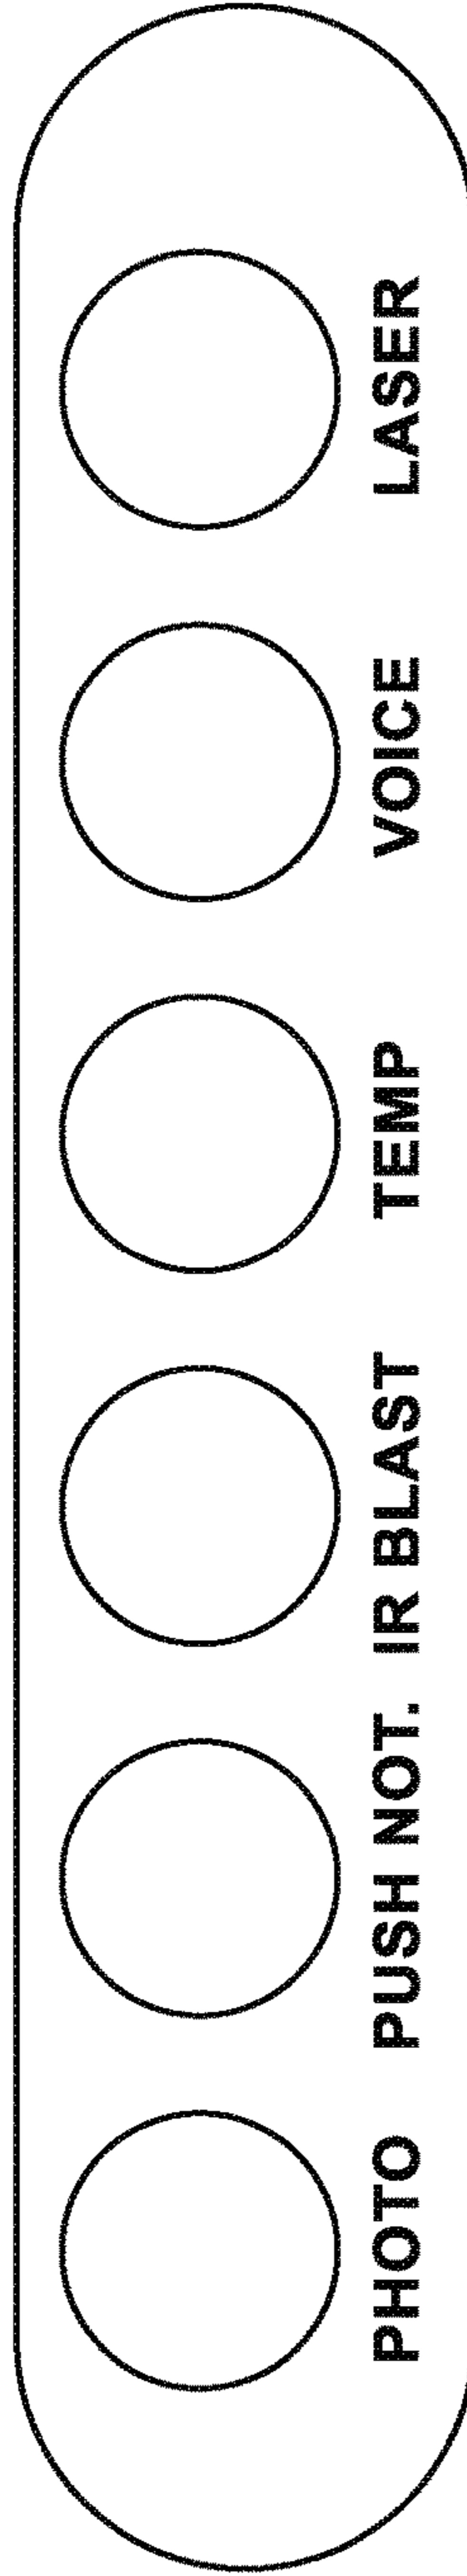 PHOTO
PUSH NOT.
IR BLAST
TEMP
VOICE
LASER